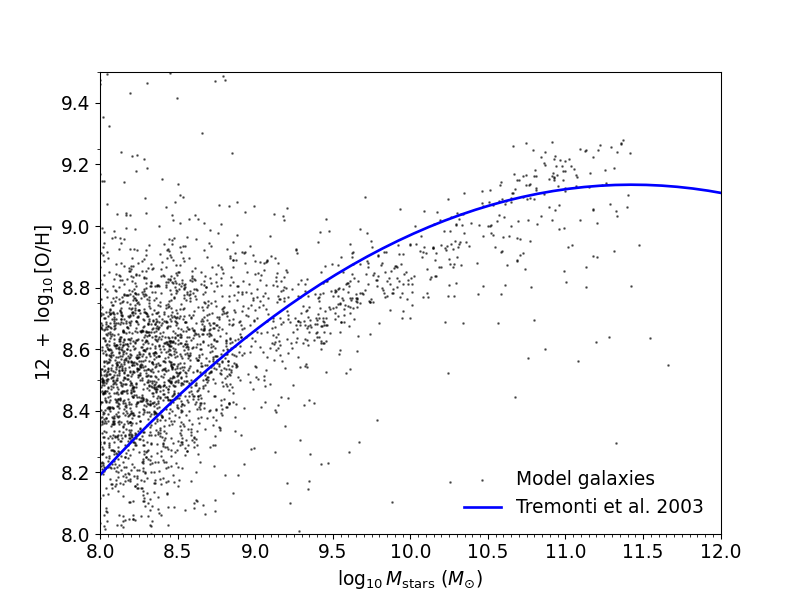 9.4
9.2
9.0
8.8
8.6
8.4
8.2
8.0
12 + log₁₀[O/H]
Model galaxies
Tremonti et al. 2003
8.0 8.5 9.0 9.5 10.0 10.5 11.0 11.5 12.0
log₁₀ M_stars (M_⊙)